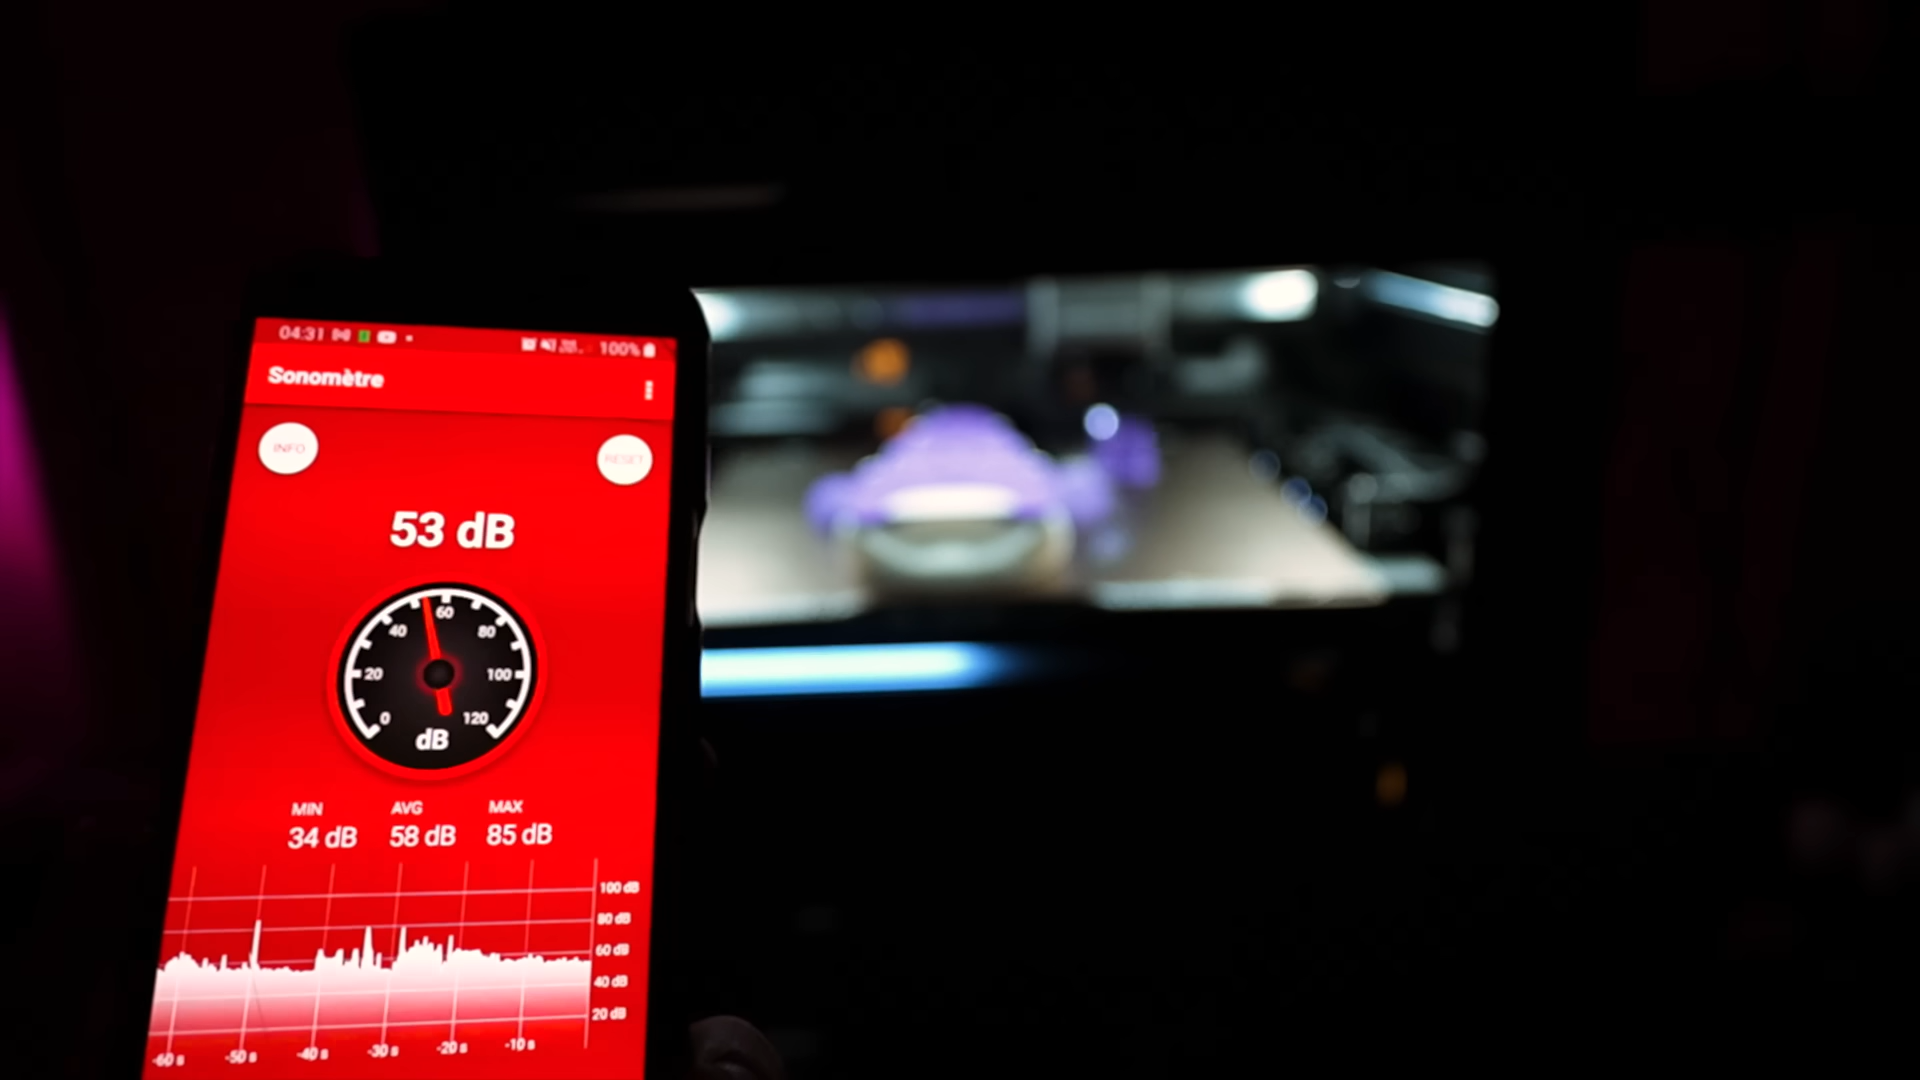 04:31 100%
Sonomètre
INFO RESET
53 dB
0 20 40 60 80 100 120
dB
MIN AVG MAX
34 dB 58 dB 85 dB
100 dB
80 dB
60 dB
40 dB
20 dB
-60 s -50 s -40 s -30 s -20 s -10 s